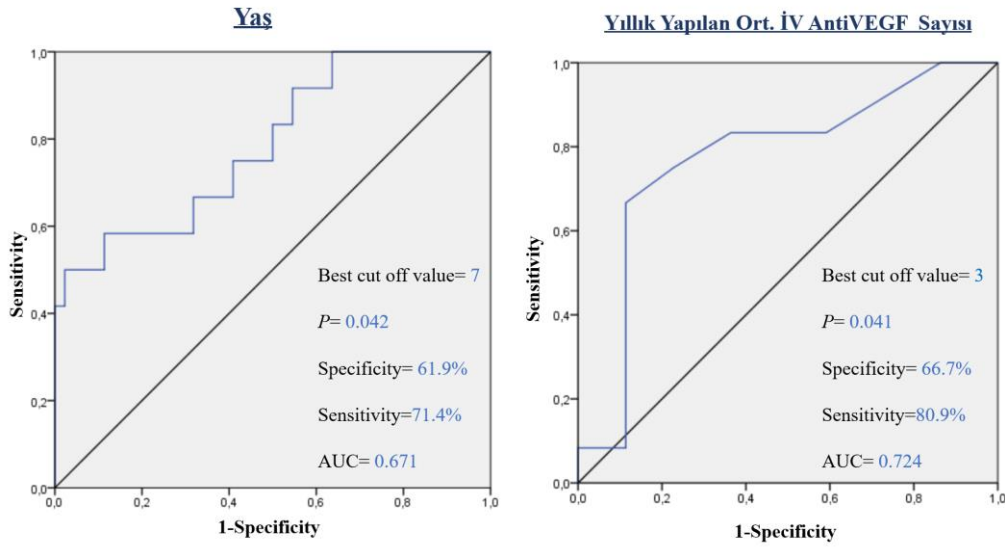 Yaş
1,0
0,8
0,6
0,4
0,2
0,0
0,0
0,2
0,4
0,6
0,8
1,0
Sensitivity
1-Specificity
Best cut off value= 7
P= 0.042
Specificity= 61.9%
Sensitivity=71.4%
AUC= 0.671
Yıllık Yapılan Ort. İV AntiVEGF Sayısı
1,0
0,8
0,6
0,4
0,2
0,0
0,0
0,2
0,4
0,6
0,8
1,0
Sensitivity
1-Specificity
Best cut off value= 3
P= 0.041
Specificity= 66.7%
Sensitivity=80.9%
AUC= 0.724